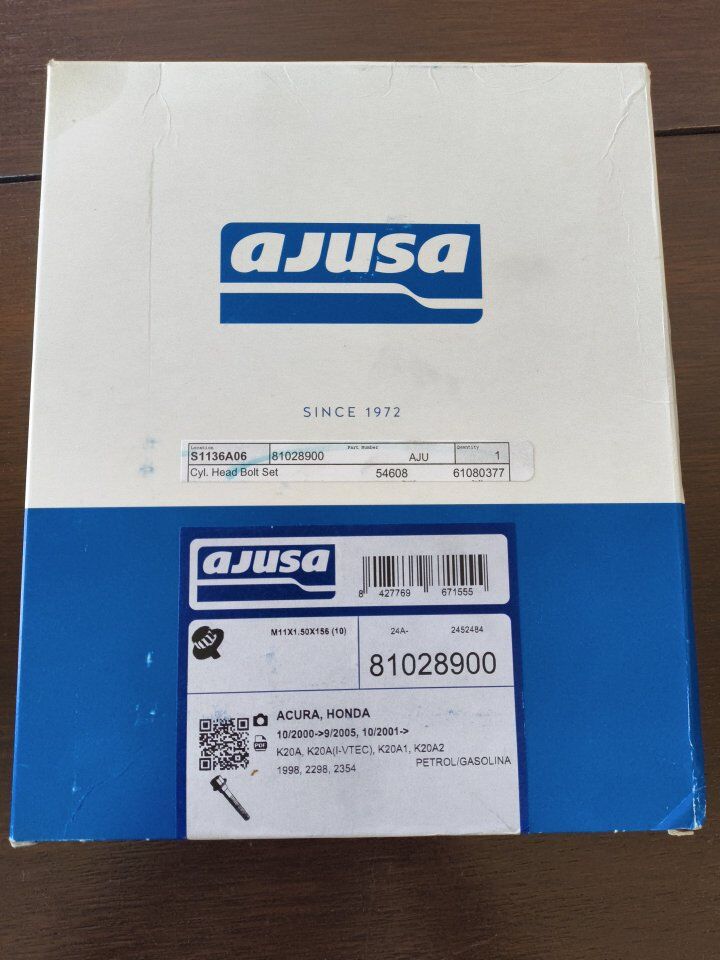 ajusa
SINCE 1972
Location Part Number Quantity
S1136A06 81028900 AJU 1
Cyl. Head Bolt Set 54608 61080377
ajusa
8 427769 671555
M11X1.50X156 (10) 24A- 2452484
81028900
ACURA, HONDA
10/2000->9/2005, 10/2001->
PDF
K20A, K20A(I-VTEC), K20A1, K20A2
1998, 2298, 2354 PETROL/GASOLINA